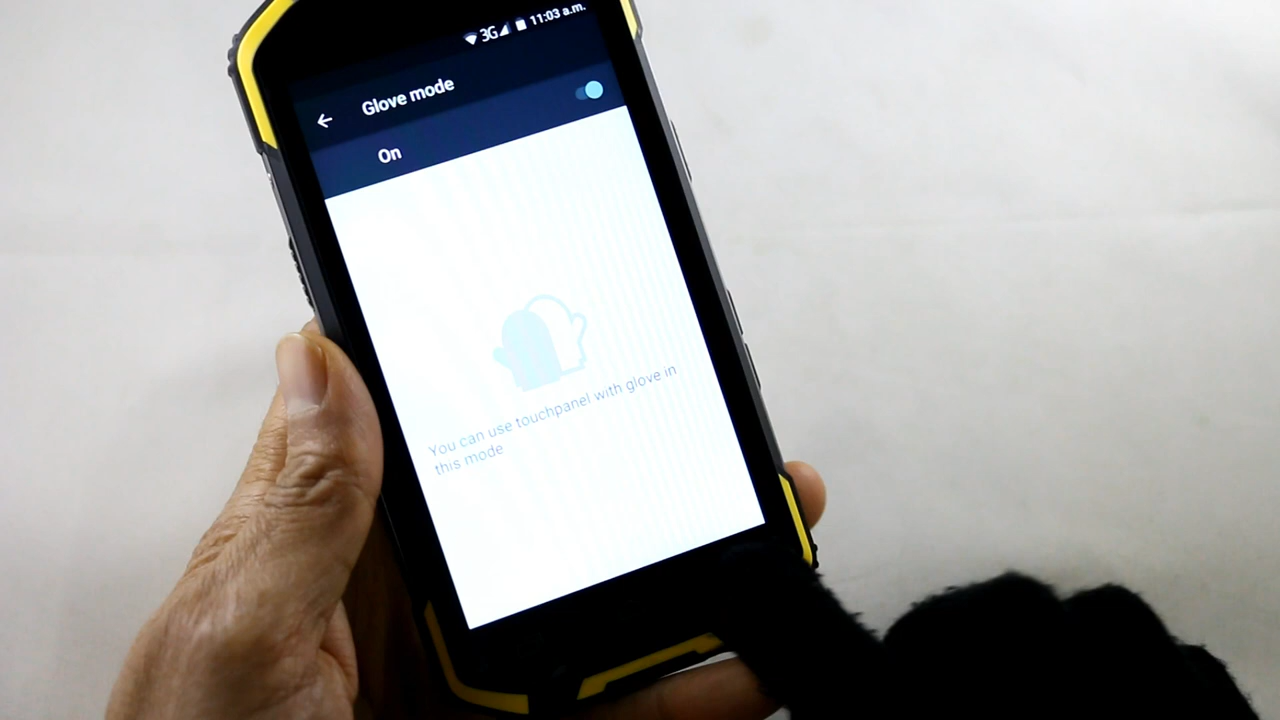 3G 11:03 a.m.
Glove mode
On
You can use touchpanel with glove in
this mode